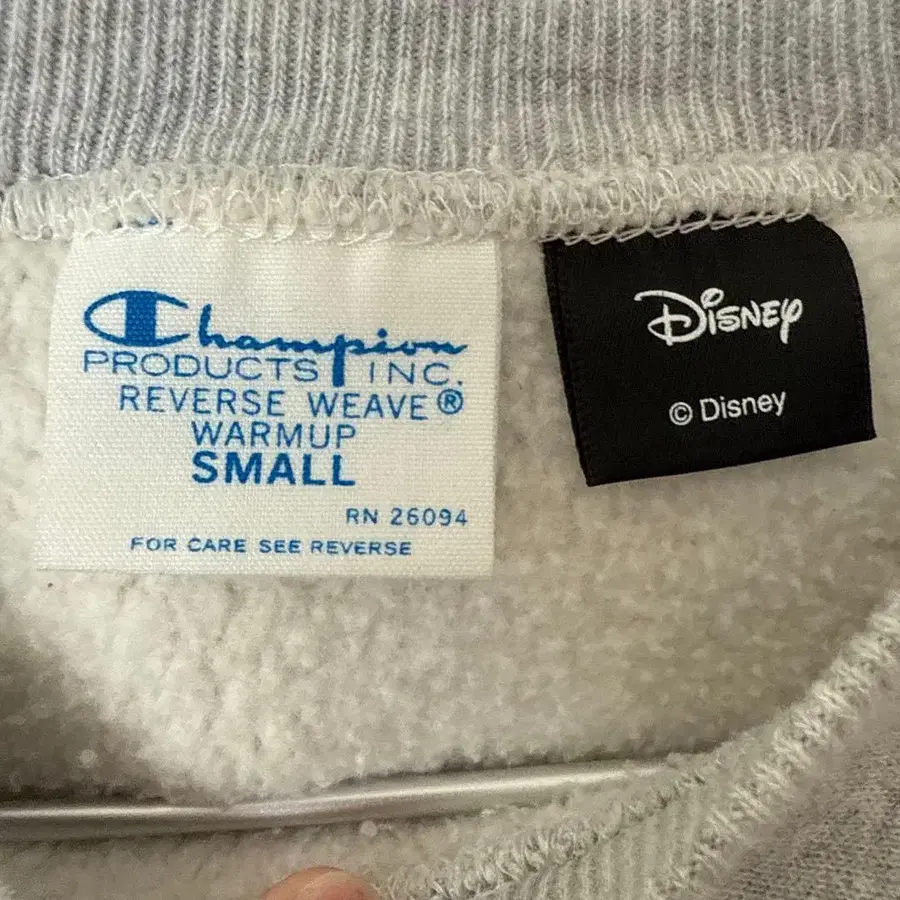 Champion
PRODUCTS INC.
REVERSE WEAVE®
WARMUP
SMALL
RN 26094
FOR CARE SEE REVERSE
Disney
© Disney